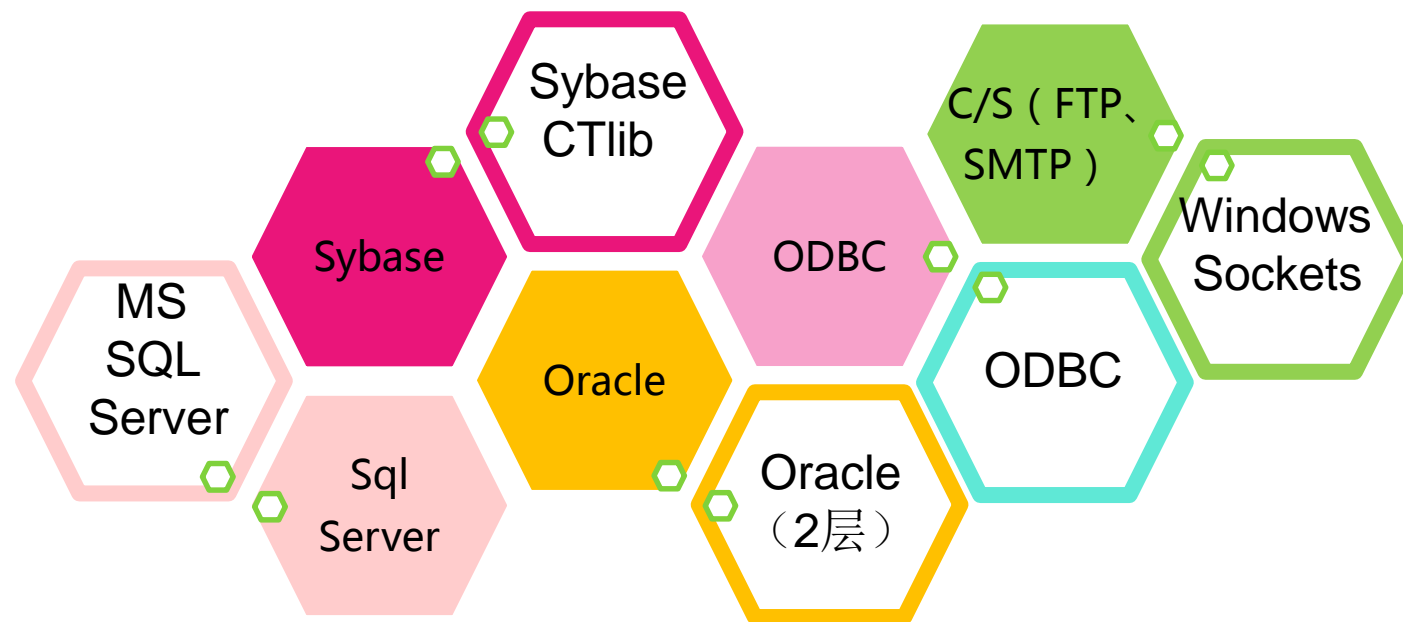 Sybase
CTlib
C/S（FTP、
SMTP）
Sybase
ODBC
Windows
Sockets
MS
SQL
Server
Oracle
ODBC
Sql
Server
Oracle
（2层）